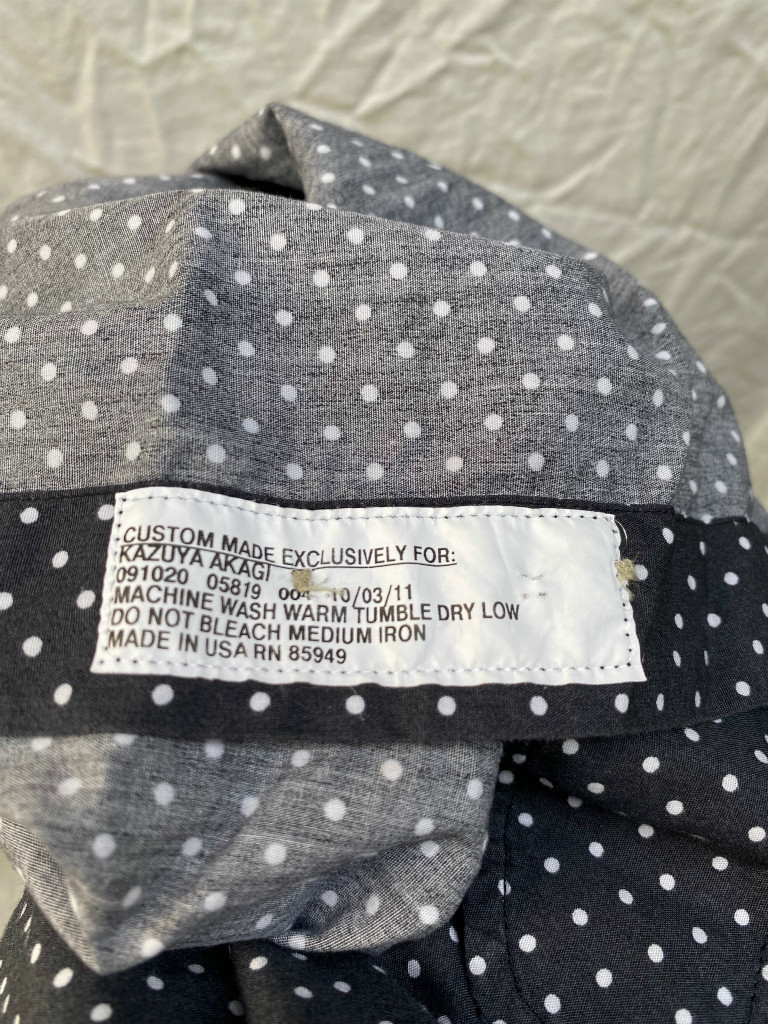 CUSTOM MADE EXCLUSIVELY FOR:
KAZUYA AKAGI
091020 05819 004 10/03/11
MACHINE WASH WARM TUMBLE DRY LOW
DO NOT BLEACH MEDIUM IRON
MADE IN USA RN 85949